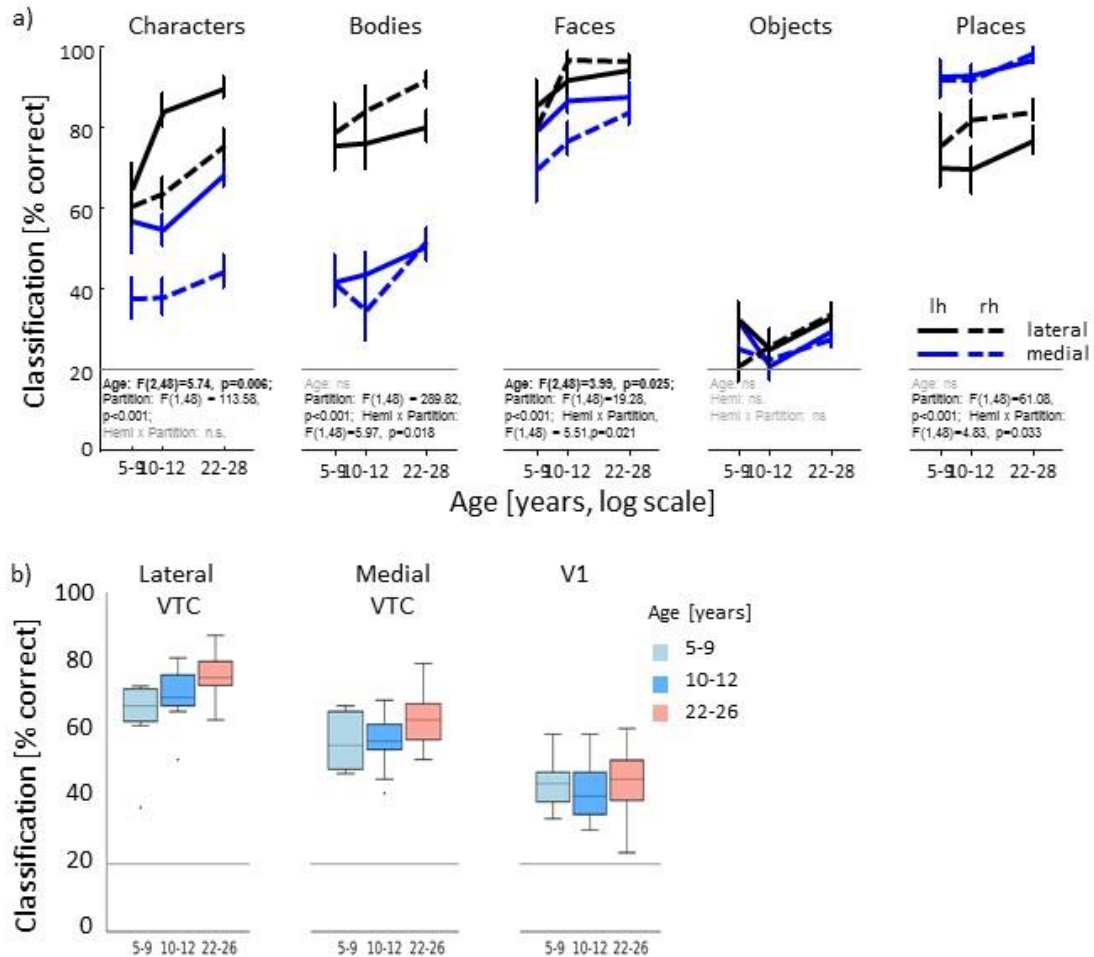 a)
Characters Bodies Faces Objects Places
Classification [% correct]
100
80
60
40
20
0
Age: F(2,48)=5.74, p=0.006;
Partition: F(1,48) = 113.58,
p<0.001;
Hemi x Partition: n.s.
Age: ns
Partition: F(1,48) = 289.82,
p<0.001; Hemi x Partition:
F(1,48)=5.97, p=0.018
Age: F(2,48)=3.99, p=0.025;
Partition: F(1,48)=19.28,
p<0.001; Hemi x Partition,
F(1,48) = 5.51,p=0.021
Age: ns
Hemi: ns.
Hemi x Partition: ns
Age: ns
Partition: F(1,48)=61.08,
p<0.001; Hemi x Partition:
F(1,48)=4.83, p=0.033
lh rh
lateral
medial
5-9 10-12 22-28 5-9 10-12 22-28 5-9 10-12 22-28 5-9 10-12 22-28 5-9 10-12 22-28
Age [years, log scale]
b)
Lateral VTC
Medial VTC
V1
Classification [% correct]
100
80
60
40
20
0
Age [years]
5-9
10-12
22-26
5-9 10-12 22-26 5-9 10-12 22-26 5-9 10-12 22-26